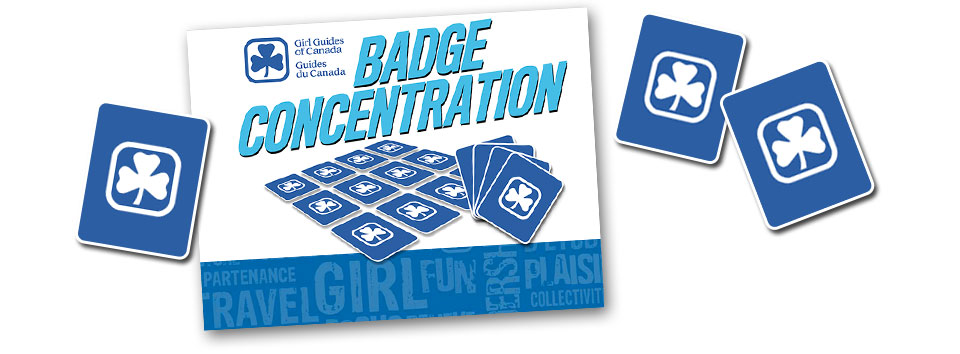 Girl Guides
of Canada
Guides
du Canada
BADGE
CONCENTRATION
PARTENANCE
TRAVEL
GIRL
FUN
PLAISI
COLLECTIVIT